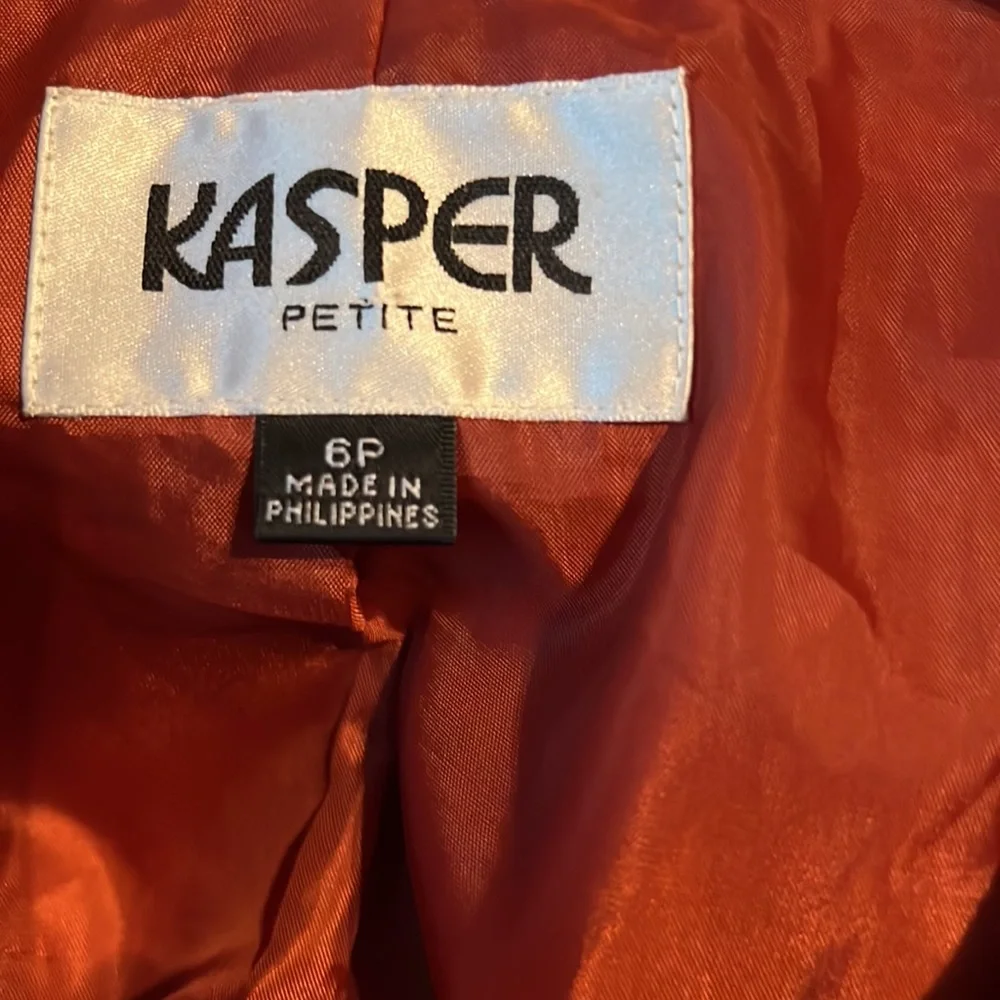 KASPER
PETITE
6P
MADE IN
PHILIPPINES